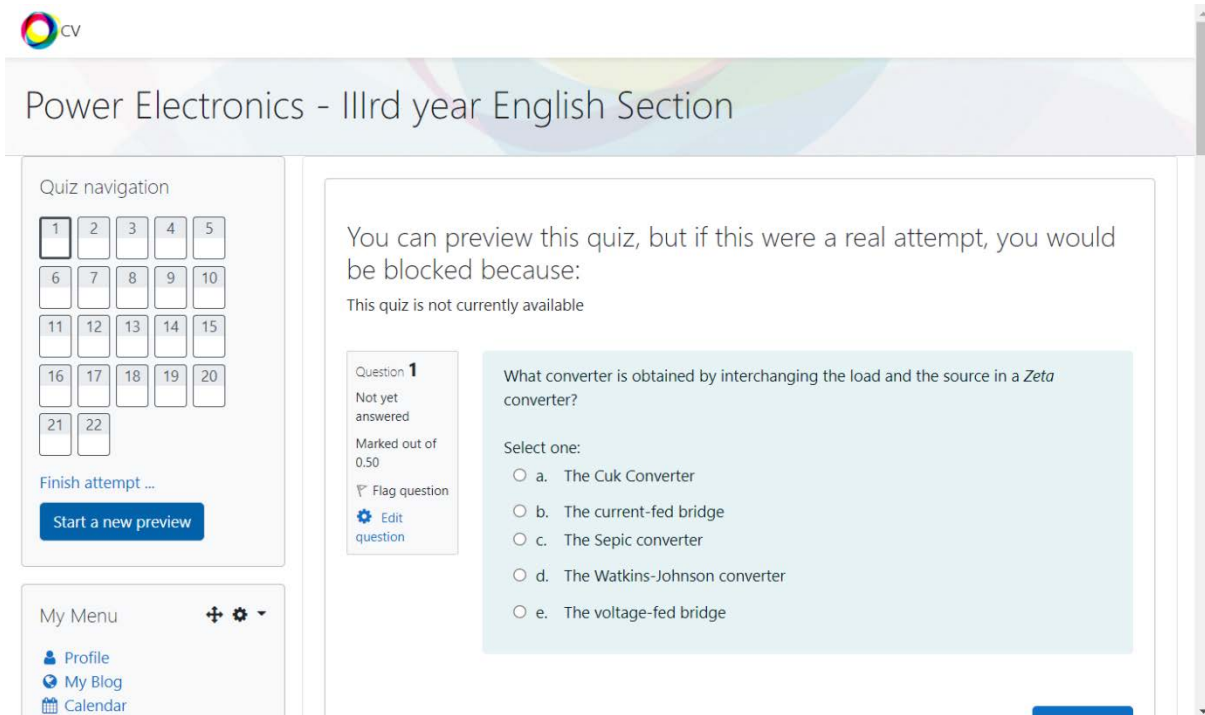 CV
Power Electronics - IIIrd year English Section
Quiz navigation
1 2 3 4 5
6 7 8 9 10
11 12 13 14 15
16 17 18 19 20
21 22
Finish attempt ...
Start a new preview
My Menu
Profile
My Blog
Calendar
You can preview this quiz, but if this were a real attempt, you would
be blocked because:
This quiz is not currently available
Question 1
Not yet
answered
Marked out of
0.50
Flag question
Edit
question
What converter is obtained by interchanging the load and the source in a Zeta
converter?
Select one:
a. The Cuk Converter
b. The current-fed bridge
c. The Sepic converter
d. The Watkins-Johnson converter
e. The voltage-fed bridge